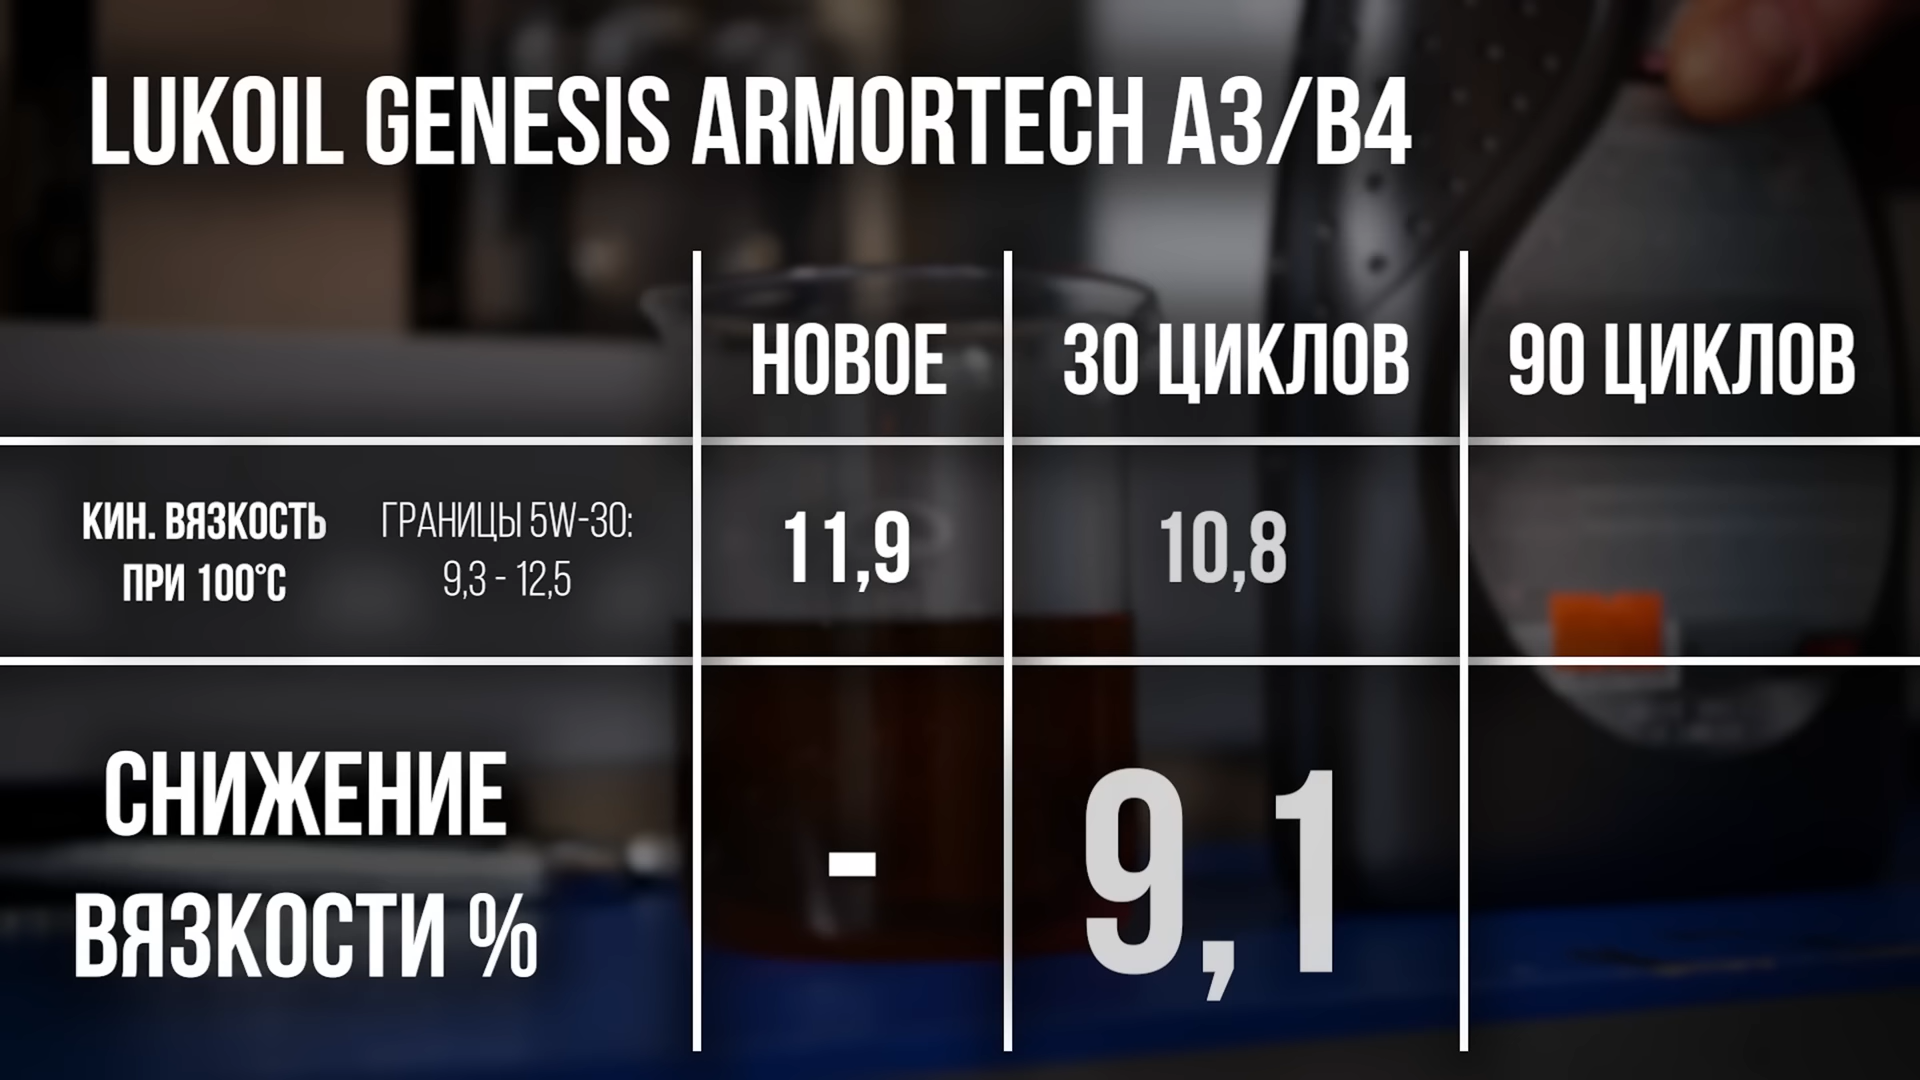 LUKOIL GENESIS ARMORTECH A3/B4
НОВОЕ 30 ЦИКЛОВ 90 ЦИКЛОВ
КИН. ВЯЗКОСТЬ ГРАНИЦЫ 5W-30:
ПРИ 100°C 9,3 - 12,5
11,9 10,8
СНИЖЕНИЕ
ВЯЗКОСТИ %
- 9,1